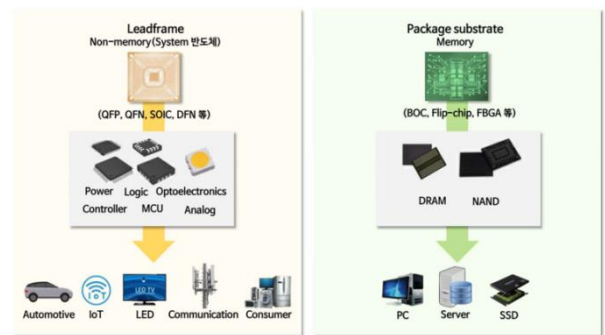 Leadframe
Non-memory(System 반도체)
(QFP, QFN, SOIC, DFN 등)
Power Logic Optoelectronics
Controller MCU Analog
LED TV
IoT
Automotive IoT LED Communication Consumer
Package substrate
Memory
(BOC, Flip-chip, FBGA 등)
DRAM NAND
PC Server SSD